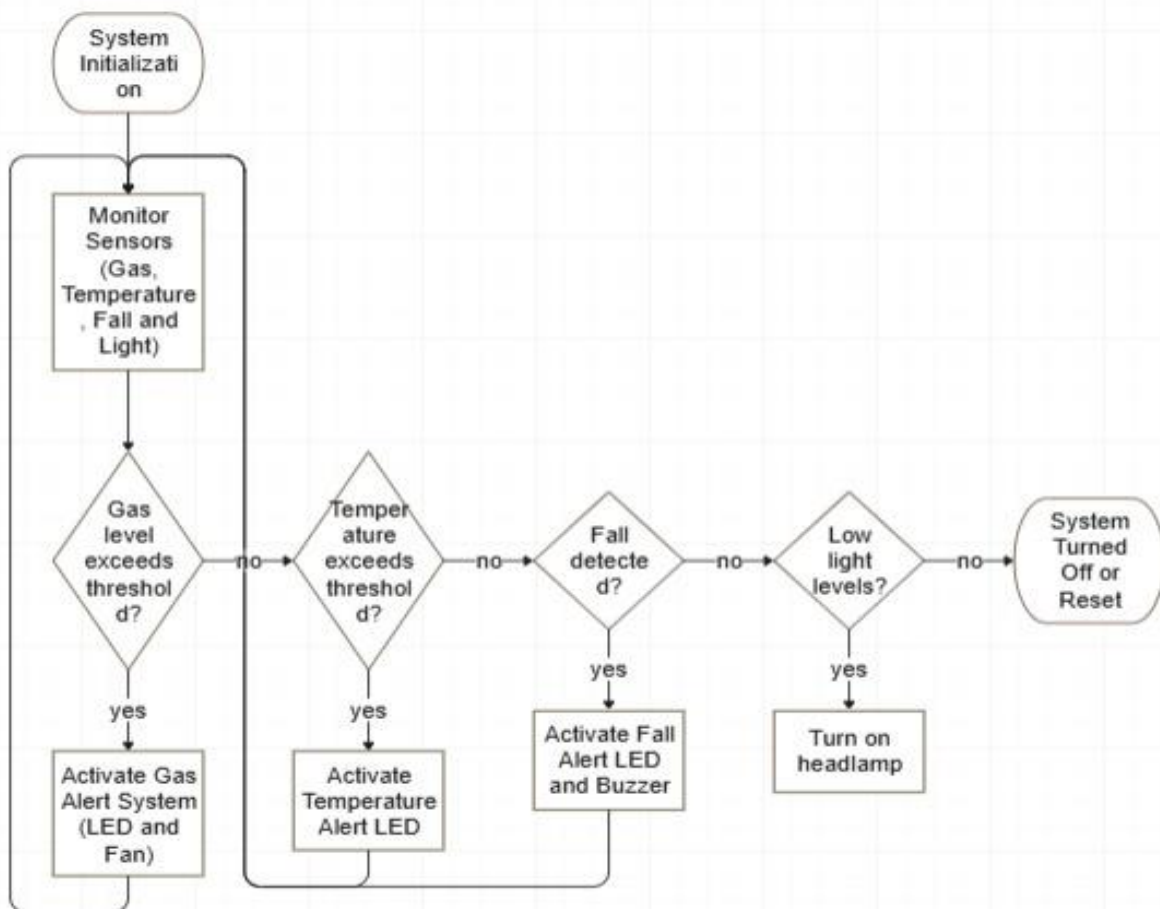 System
Initializati
on
Monitor
Sensors
(Gas,
Temperature
, Fall and
Light)
Gas
level
exceeds
threshol
d?
no
Temper
ature
exceeds
threshol
d?
no
Fall
detecte
d?
no
Low
light
levels?
no
System
Turned
Off or
Reset
yes
yes
yes
yes
Activate Gas
Alert System
(LED and
Fan)
Activate
Temperature
Alert LED
Activate Fall
Alert LED
and Buzzer
Turn on
headlamp